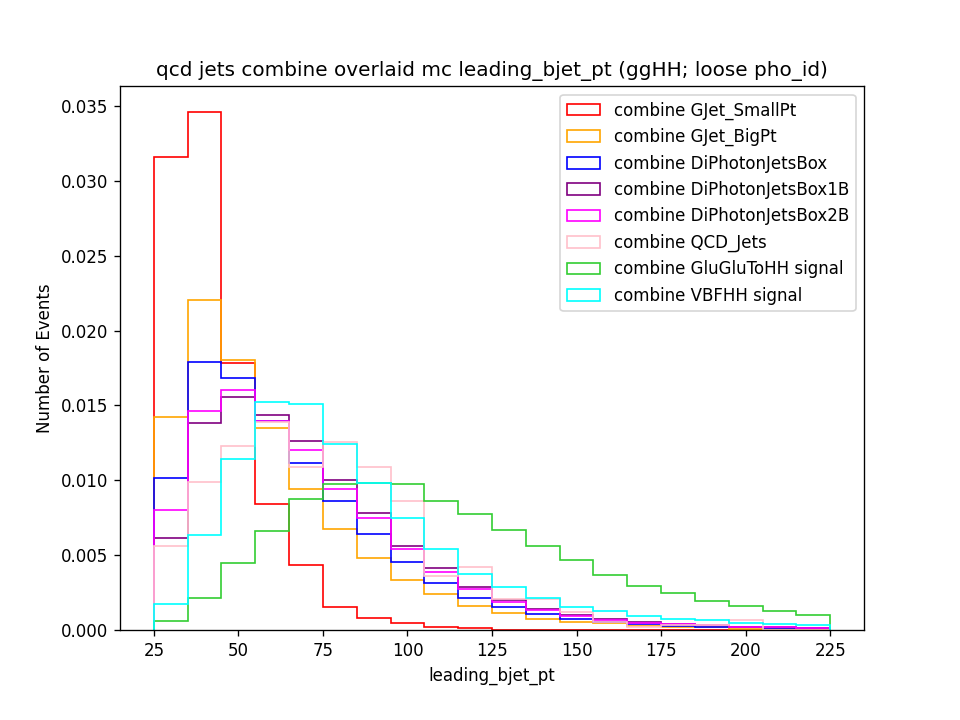 qcd jets combine overlaid mc leading_bjet_pt (ggHH; loose pho_id)
combine GJet_SmallPt
combine GJet_BigPt
combine DiPhotonJetsBox
combine DiPhotonJetsBox1B
combine DiPhotonJetsBox2B
combine QCD_Jets
combine GluGluToHH signal
combine VBFHH signal
Number of Events
0.035
0.030
0.025
0.020
0.015
0.010
0.005
0.000
25 50 75 100 125 150 175 200 225
leading_bjet_pt